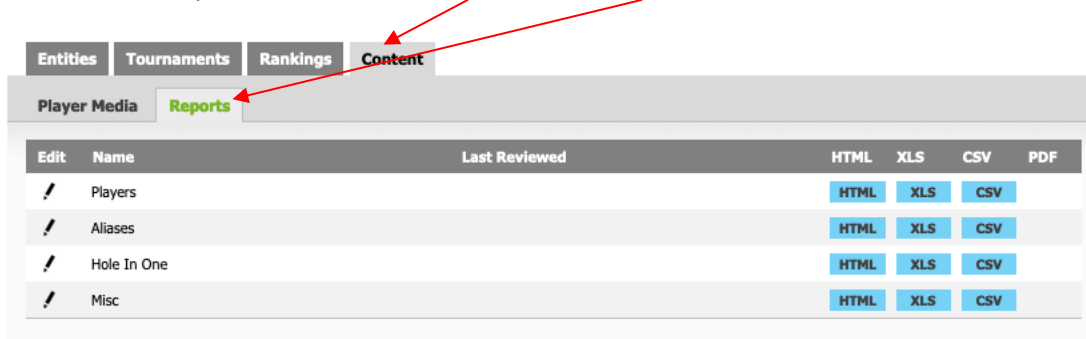 Entities Tournaments Rankings Content
Player Media Reports
Edit Name Last Reviewed HTML XLS CSV PDF
Players HTML XLS CSV
Aliases HTML XLS CSV
Hole In One HTML XLS CSV
Misc HTML XLS CSV